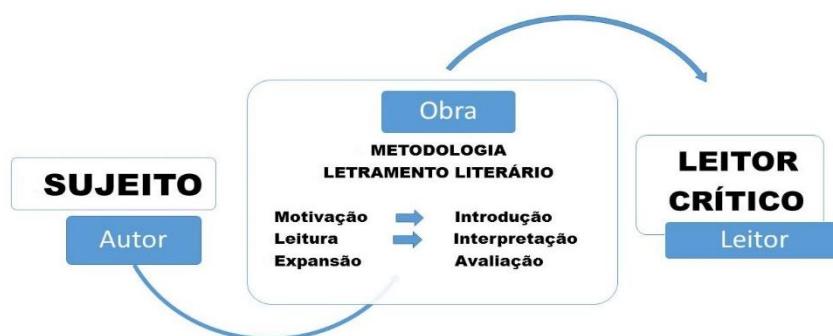 SUJEITO
Autor
Obra
METODOLOGIA
LETRAMENTO LITERÁRIO
Motivação Introdução
Leitura Interpretação
Expansão Avaliação
LEITOR
CRÍTICO
Leitor